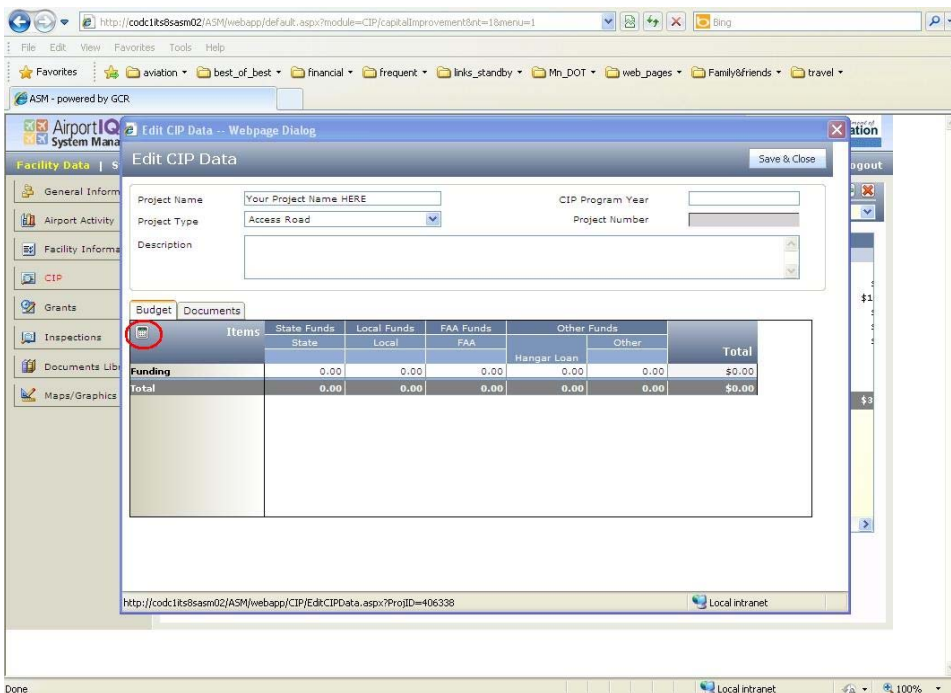 http://codc1its8sasm02/ASM/webapp/default.aspx?module=CIP/capitalImprovement&nt=1&menu=1
Bing
File Edit View Favorites Tools Help
Favorites aviation best_of_best financial frequent links_standby Mn_DOT web_pages Family&friends travel
ASM - powered by GCR
AirportIQ
System Mana
Edit CIP Data -- Webpage Dialog
ation
Facility Data | S
Edit CIP Data
Save & Close
ogout
General Inform
Airport Activity
Facility Informa
CIP
Grants
Inspections
Documents Libr
Maps/Graphics
Project Name Your Project Name HERE CIP Program Year
Project Type Access Road Project Number
Description
Budget Documents
Items State Funds Local Funds FAA Funds Other Funds Total
State Local FAA Hangar Loan Other
Funding 0.00 0.00 0.00 0.00 0.00 $0.00
Total 0.00 0.00 0.00 0.00 0.00 $0.00
$1
$3
http://codc1its8sasm02/ASM/webapp/CIP/EditCIPData.aspx?ProjID=406338 Local intranet
Done Local intranet 100%